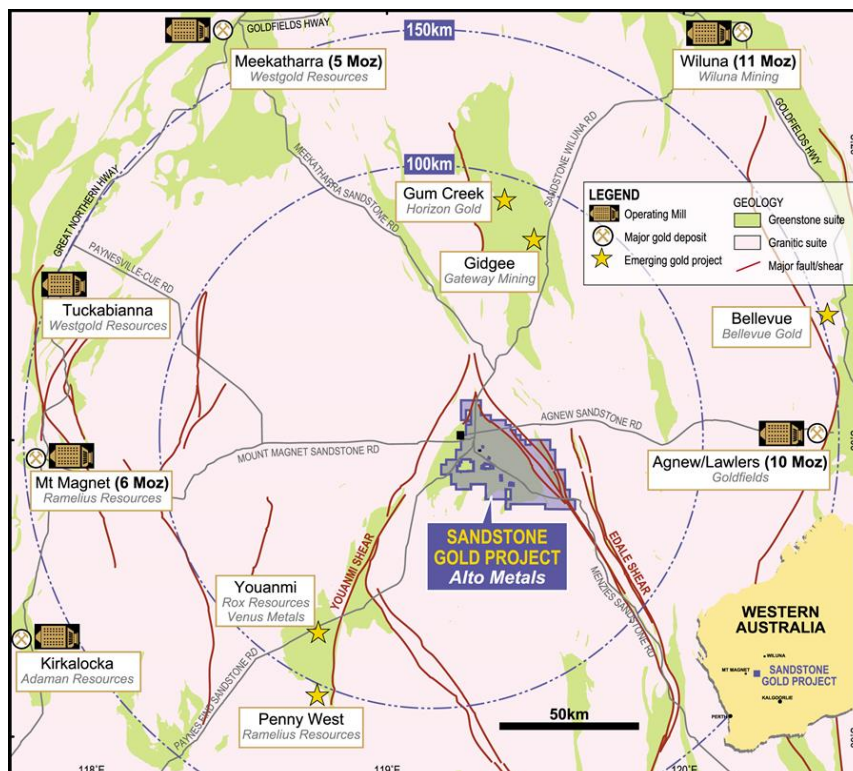 GOLDFIELDS HWY
150km
Meekatharra (5 Moz)
Westgold Resources
Wiluna (11 Moz)
Wiluna Mining
GOLDFIELDS HWY
GREAT NORTHERN HWAY
MEEKATHARRA SANDSTONE RD
SANDSTONE WILUNA RD
100km
Gum Creek
Horizon Gold
Gidgee
Gateway Mining
LEGEND
Operating Mill
Major gold deposit
Emerging gold project
GEOLOGY
Greenstone suite
Granitic suite
Major fault/shear
PAYNESVILLE-CUE RD
Tuckabianna
Westgold Resources
Bellevue
Bellevue Gold
AGNEW SANDSTONE RD
MOUNT MAGNET SANDSTONE RD
Mt Magnet (6 Moz)
Ramelius Resources
Agnew/Lawlers (10 Moz)
Goldfields
SANDSTONE
GOLD PROJECT
Alto Metals
YOUANMI SHEAR
EDALE SHEAR
MENZIES SANDSTONE RD
Youanmi
Rox Resources
Venus Metals
Kirkalocka
Adaman Resources
PAYNES FIND SANDSTONE RD
Penny West
Ramelius Resources
50km
WESTERN
AUSTRALIA
WILUNA
MT MAGNET
SANDSTONE
GOLD PROJECT
KALGOORLIE
PERTH
118°E
119°E
120°E